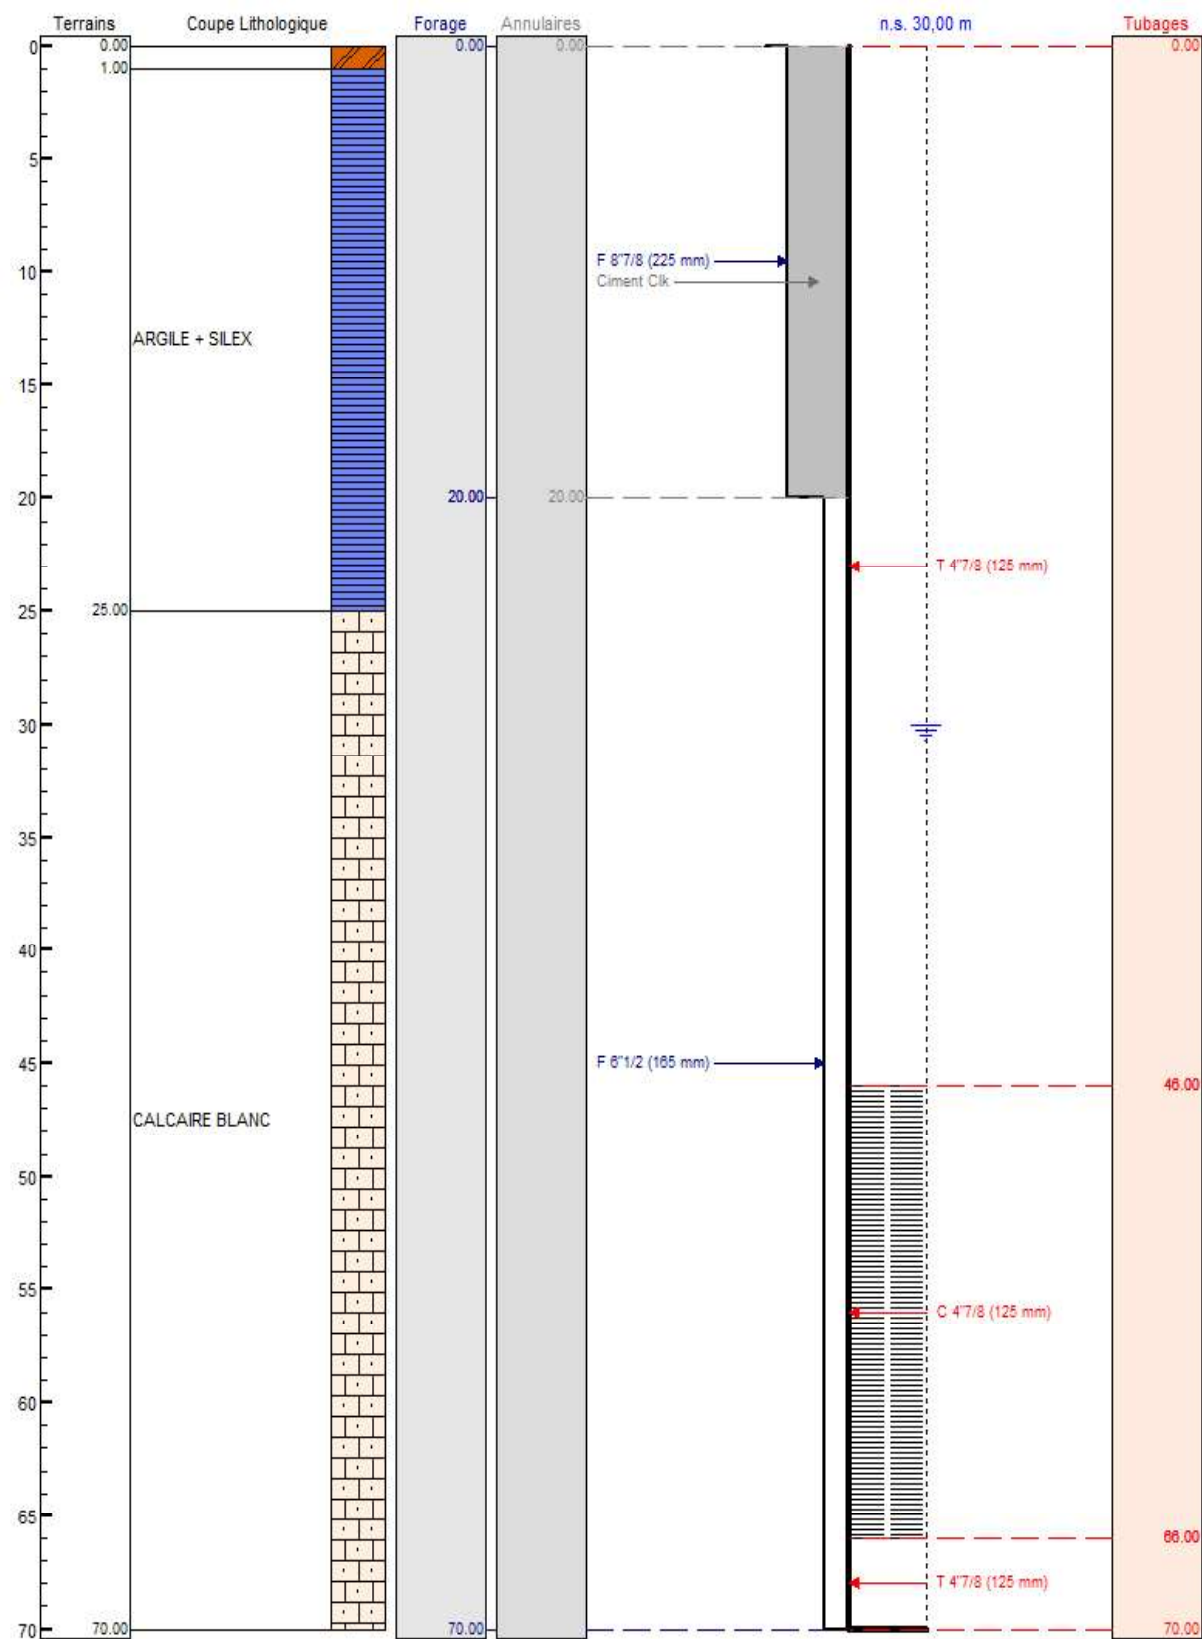 Terrains Coupe Lithologique Forage Annulaires n.s. 30,00 m Tubages
0 0.00 0.00 0.00 0.00
1.00
5
F 8"7/8 (225 mm)
10
Ciment Clk
ARGILE + SILEX
15
20 20.00 20.00
T 4"7/8 (125 mm)
25 25.00
30
35
40
45 F 6"1/2 (165 mm)
46.00
CALCAIRE BLANC
50
55
C 4"7/8 (125 mm)
60
65
66.00
T 4"7/8 (125 mm)
70 70.00 70.00 70.00